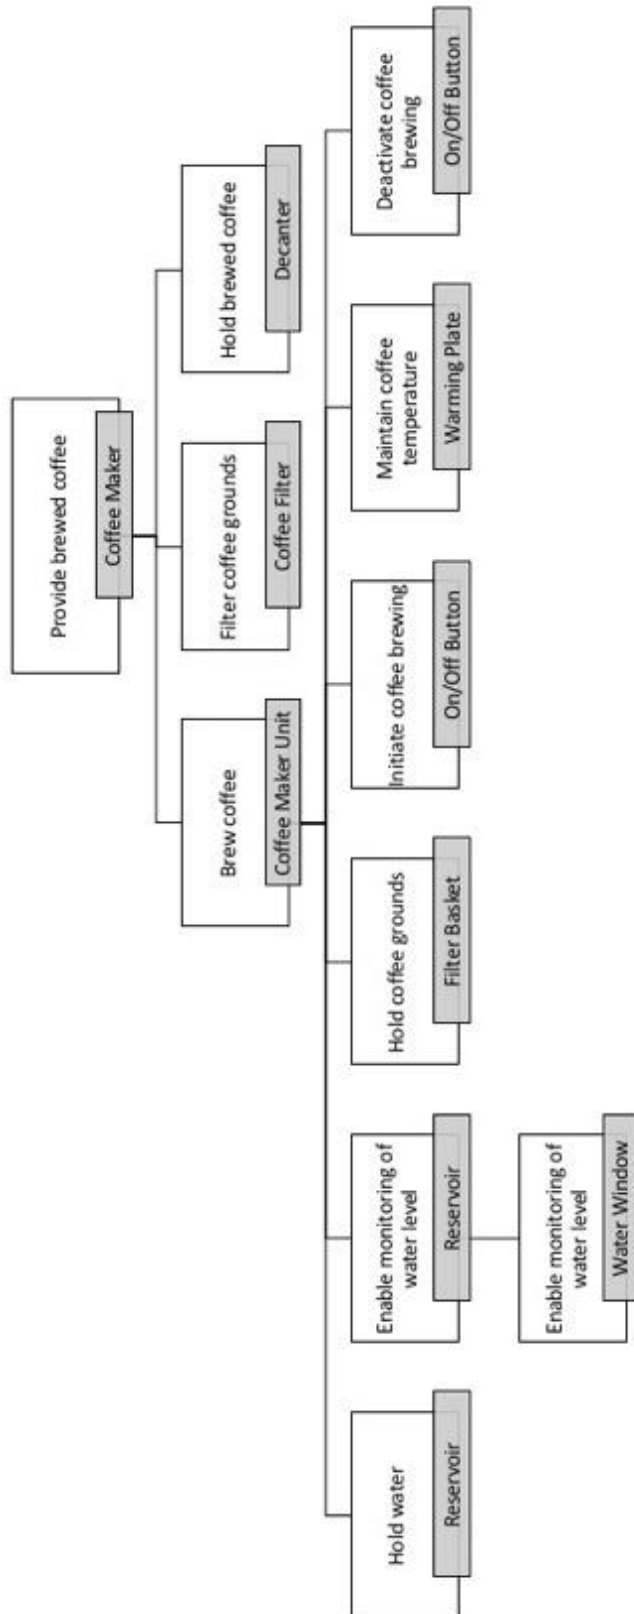 Provide brewed coffee
Coffee Maker
Brew coffee
Coffee Maker Unit
Filter coffee grounds
Coffee Filter
Hold brewed coffee
Decanter
Hold water
Reservoir
Enable monitoring of
water level
Reservoir
Hold coffee grounds
Filter Basket
Initiate coffee brewing
On/Off Button
Maintain coffee
temperature
Warming Plate
Deactivate coffee
brewing
On/Off Button
Enable monitoring of
water level
Water Window